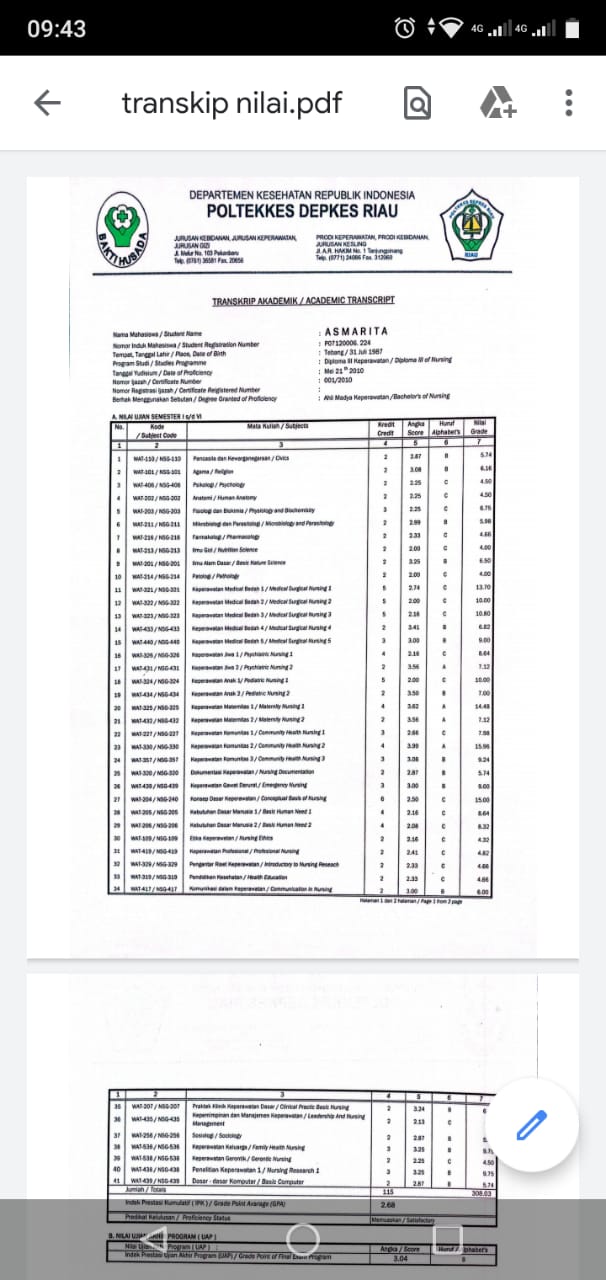 09:43
4G 4G
transkip nilai.pdf
DEPARTEMEN KESEHATAN REPUBLIK INDONESIA
POLTEKKES DEPKES RIAU
BAKTI HUSADA
JURUSAN KEBIDANAN, JURUSAN KEPERAWATAN,
JURUSAN GIZI
Jl. Melur No. 103 Pekanbaru
Telp. (0761) 36581 Fax. 20656
PRODI KEPERAWATAN, PRODI KEBIDANAN,
JURUSAN KESLING
Jl. A.R. HAKIM No. 1 Tanjungpinang
Telp. (0771) 24086 Fax. 312960
RIAU
TRANSKRIP AKADEMIK / ACADEMIC TRANSCRIPT
Nama Mahasiswa / Student Name : ASMARITA
Nomor Induk Mahasiswa / Student Registration Number : P07120006. 224
Tempat, Tanggal Lahir / Place, Date of Birth : Tebang / 31 Juli 1987
Program Studi / Studies Programme : Diploma III Keperawatan / Diploma III of Nursing
Tanggal Yudisium / Date of Proficiency : Mei 21st 2010
Nomor Ijazah / Certificate Number : 001/2010
Nomor Registrasi Ijazah / Certificate Reigistered Number :
Berhak Menggunakan Sebutan / Degree Granted of Proficiency : Ahli Madya Keperawatan /Bachelor's of Nursing
A. NILAI UJIAN SEMESTER I s/d VI
No. Kode / Subject Code Mata Kuliah / Subjects Kredit Credit Angka Score Huruf Alphabet's Nilai Grade
1 2 3 4 5 6 7
1 WAT-110 / NSG-110 Pancasila dan Kewarganegaraan / Civics 2 2.87 B 5.74
2 WAT-101 / NSG-101 Agama / Religion 2 3.08 B 6.16
3 WAT-406 / NSG-406 Psikologi / Psychology 2 2.25 C 4.50
4 WAT-202 / NSG-202 Anatomi / Human Anatomy 2 2.25 C 4.50
5 WAT-203 / NSG-203 Fisiologi dan Biokimia / Physiology and Biochemistry 3 2.25 C 6.75
6 WAT-211 / NSG-211 Mikrobiologi dan Parasitologi / Microbiology and Parasitology 2 2.99 B 5.98
7 WAT-216 / NSG-216 Farmakologi / Pharmacology 2 2.33 C 4.66
8 WAT-213 / NSG-213 Ilmu Gizi / Nutrition Science 2 2.00 C 4.00
9 WAT-201 / NSG-201 Ilmu Alam Dasar / Basic Nature Science 2 3.25 B 6.50
10 WAT-214 / NSG-214 Patologi / Pathology 2 2.00 C 4.00
11 WAT-321 / NSG-321 Keperawatan Medical Bedah 1 / Medical Surgical Nursing 1 5 2.74 C 13.70
12 WAT-322 / NSG-322 Keperawatan Medical Bedah 2 / Medical Surgical Nursing 2 5 2.00 C 10.00
13 WAT-323 / NSG-323 Keperawatan Medical Bedah 3 / Medical Surgical Nursing 3 5 2.16 C 10.80
14 WAT-433 / NSG-433 Keperawatan Medical Bedah 4 / Medical Surgical Nursing 4 2 3.41 B 6.82
15 WAT-440 / NSG-440 Keperawatan Medical Bedah 5 / Medical Surgical Nursing 5 3 3.00 B 9.00
16 WAT-326 / NSG-326 Keperawatan Jiwa 1 / Psychiatric Nursing 1 4 2.16 C 8.64
17 WAT-431 / NSG-431 Keperawatan Jiwa 2 / Psychiatric Nursing 2 2 3.56 A 7.12
18 WAT-324 / NSG-324 Keperawatan Anak 1/ Pediatric Nursing 1 5 2.00 C 10.00
19 WAT-434 / NSG-434 Keperawatan Anak 2 / Pediatric Nursing 2 2 3.50 B 7.00
20 WAT-325 / NSG-325 Keperawatan Maternitas 1 / Maternity Nursing 1 4 3.62 A 14.48
21 WAT-432 / NSG-432 Keperawatan Maternitas 2 / Maternity Nursing 2 2 3.56 A 7.12
22 WAT-227 / NSG-227 Keperawatan Komunitas 1 / Community Health Nursing 1 3 2.66 C 7.98
23 WAT-330 / NSG-330 Keperawatan Komunitas 2 / Community Health Nursing 2 4 3.99 A 15.96
24 WAT-357 / NSG-357 Keperawatan Komunitas 3 / Community Health Nursing 3 3 3.08 B 9.24
25 WAT-320 / NSG-320 Dokumentasi Keperawatan / Nursing Documentation 2 2.87 B 5.74
26 WAT-439 / NSG-439 Keperawatan Gawat Darurat / Emergency Nursing 3 3.00 B 9.00
27 WAT-204 / NSG-240 Konsep Dasar Keperawatan / Conceptual Basis of Nursing 6 2.50 C 15.00
28 WAT-205 / NSG-205 Kebutuhan Dasar Manusia 1 / Basic Human Need 1 4 2.16 C 8.64
29 WAT-206 / NSG-206 Kebutuhan Dasar Manusia 2 / Basic Human Need 2 4 2.08 C 8.32
30 WAT-109 / NSG-109 Etika Keperawatan / Nursing Ethics 2 2.16 C 4.32
31 WAT-419 / NSG-419 Keperawatan Profesional / Profesional Nursing 2 2.41 C 4.82
32 WAT-329 / NSG-329 Pengantar Riset Keperawatan / Introductory to Nursing Reseach 2 2.33 C 4.66
33 WAT-319 / NSG-319 Pendidikan Kesehatan / Health Education 2 2.33 C 4.66
34 WAT-417 / NSG-417 Komunikasi dalam Keperawatan / Communication in Nursing 2 3.00 B 6.00
Halaman 1 dari 2 halaman / Page 1 from 2 page
1 2 3 4 5 6 7
35 WAT-207 / NSG-207 Praktek Klinik Keperawatan Dasar / Clinical Practic Basic Nursing 2 3.24 B 6
36 WAT-435 / NSG-435 Kepemimpinan dan Manajemen Keperawatan / Leadership And Nursing Management 2 2.13 C
37 WAT-256 / NSG-256 Sosiologi / Sociology 2 2.87 B 5.
38 WAT-536 / NSG-536 Keperawatan Keluarga / Family Health Nursing 3 3.25 B 9.75
39 WAT-538 / NSG-538 Keperawatan Gerontik / Gerontic Nursing 2 2.25 C 4.50
40 WAT-438 / NSG-438 Penelitian Keperawatan 1 / Nursing Research 1 3 3.25 B 9.75
41 WAT-439 / NSG-438 Dasar - dasar Komputer / Basic Computer 2 2.87 B 5.74
Jumlah / Totals 115 308.03
Indek Prestasi Kumulatif (IPK) / Grade Point Avarage (GPA) 2.68
Predikat Kelulusan / Proficiency Status Memuaskan / Satisfactory
B. NILAI UJIAN PROGRAM ( UAP )
Nilai Ujian Program ( UAP ) Angka / Score Huruf / Alphabets
Indek Prestasi Ujian Akhir Program (UAP) / Grade Point of Final Exam Program 3.04 B